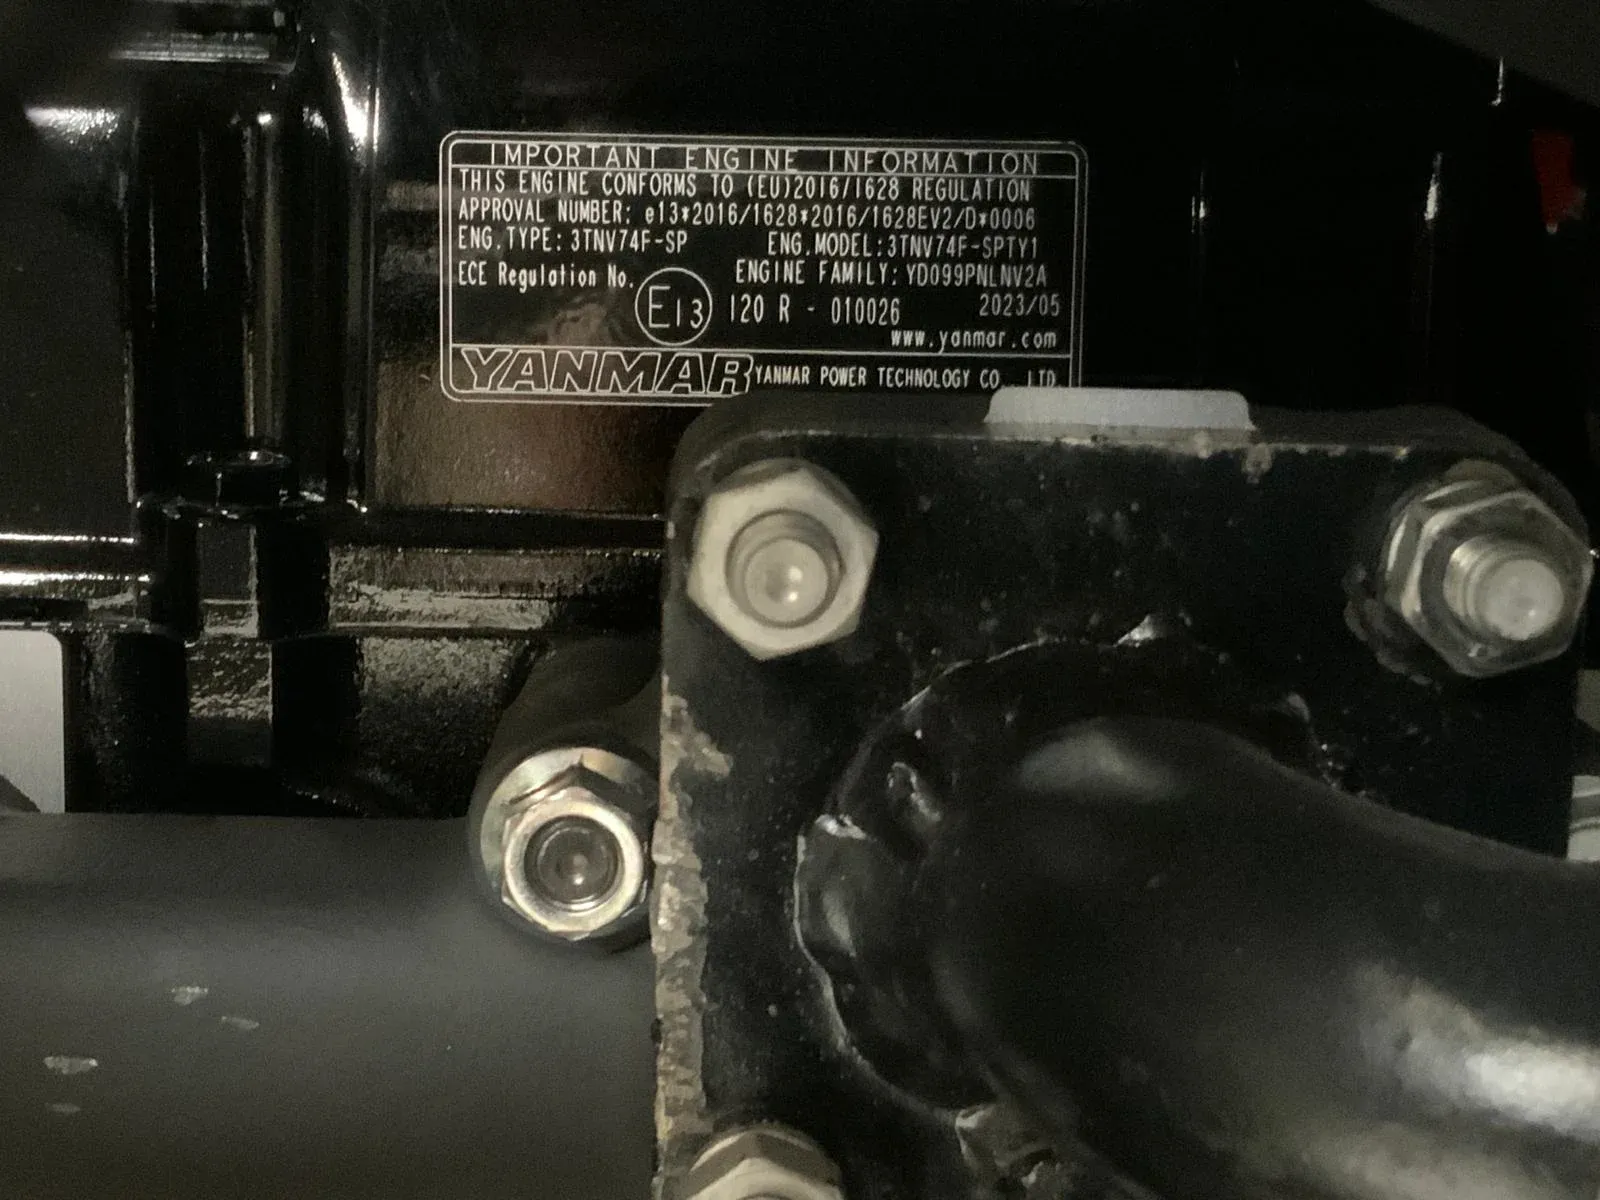 IMPORTANT ENGINE INFORMATION
THIS ENGINE CONFORMS TO (EU)2016/1628 REGULATION
APPROVAL NUMBER: e13*2016/1628*2016/1628EV2/D*0006
ENG.TYPE: 3TNV74F-SP ENG.MODEL: 3TNV74F-SPTY1
ECE Regulation No. ENGINE FAMILY: YD099PNLNV2A
E13 120 R - 010026 2023/05
www.yanmar.com
YANMAR YANMAR POWER TECHNOLOGY CO., LTD.